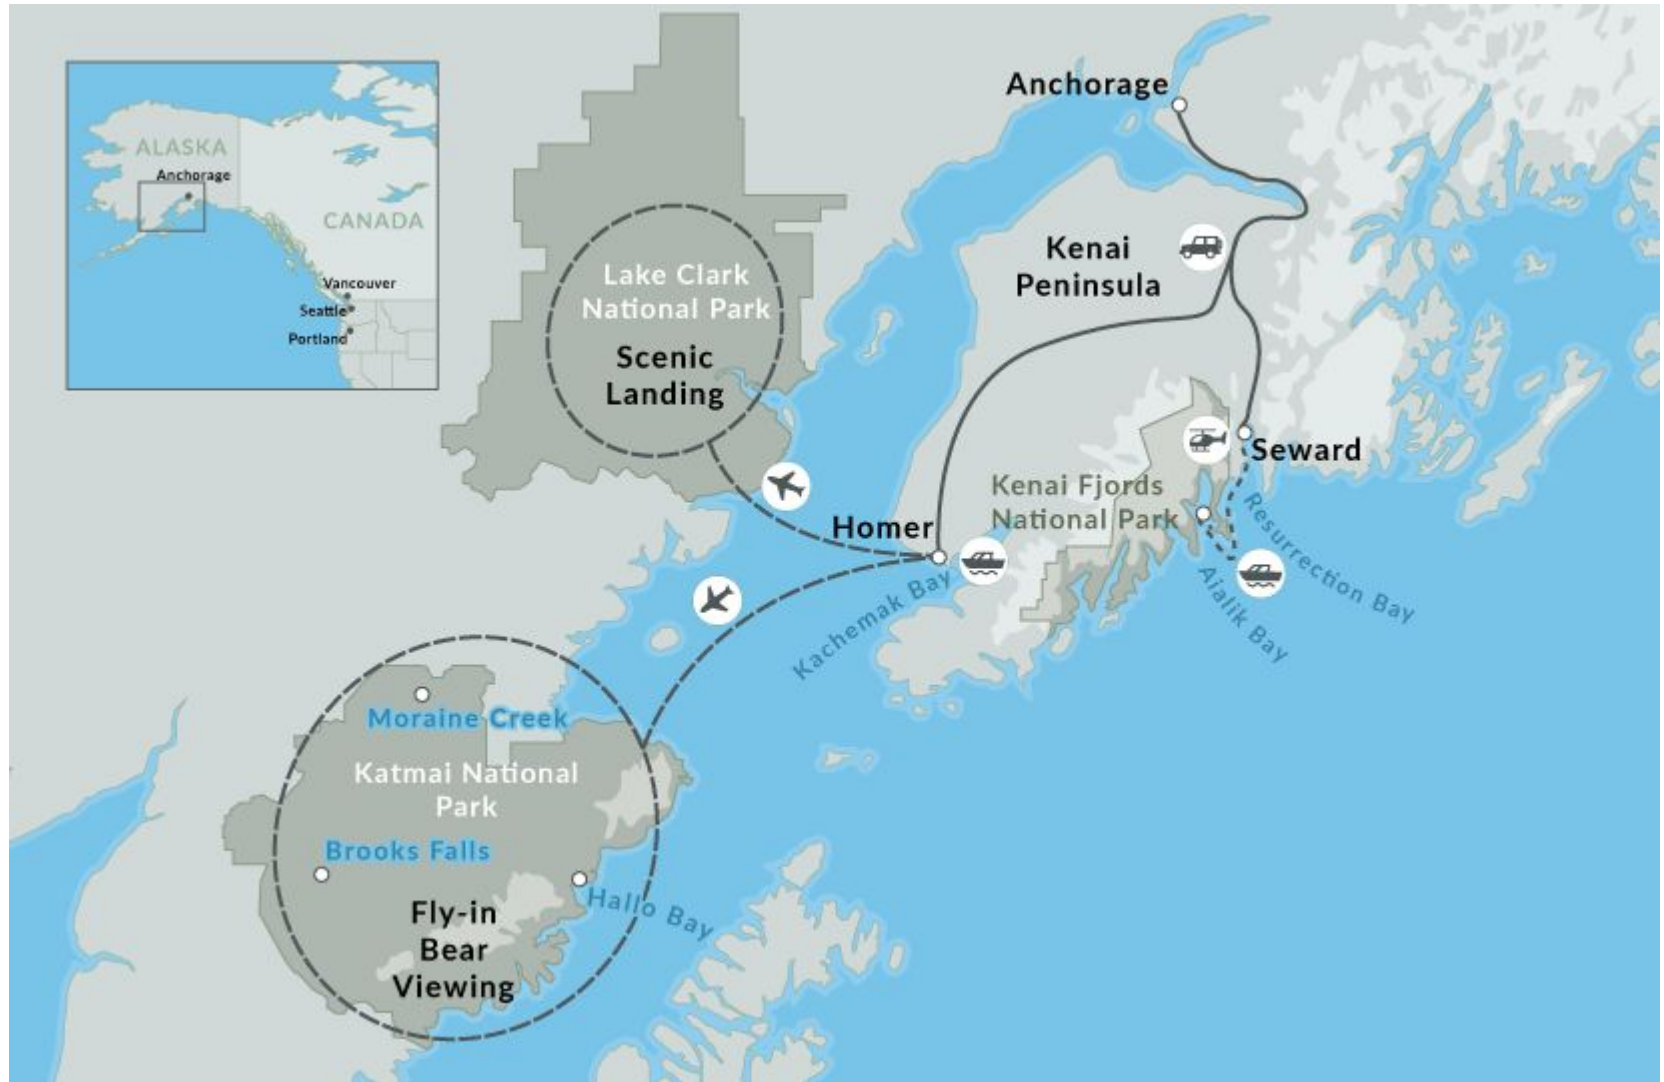 ALASKA
Anchorage
CANADA
Vancouver
Seattle
Portland
Anchorage
Kenai
Peninsula
Lake Clark
National Park
Scenic
Landing
Seward
Kenai Fjords
National Park
Homer
Resurrection Bay
Aialik Bay
Kachemak Bay
Moraine Creek
Katmai National
Park
Brooks Falls
Hallo Bay
Fly-in
Bear
Viewing